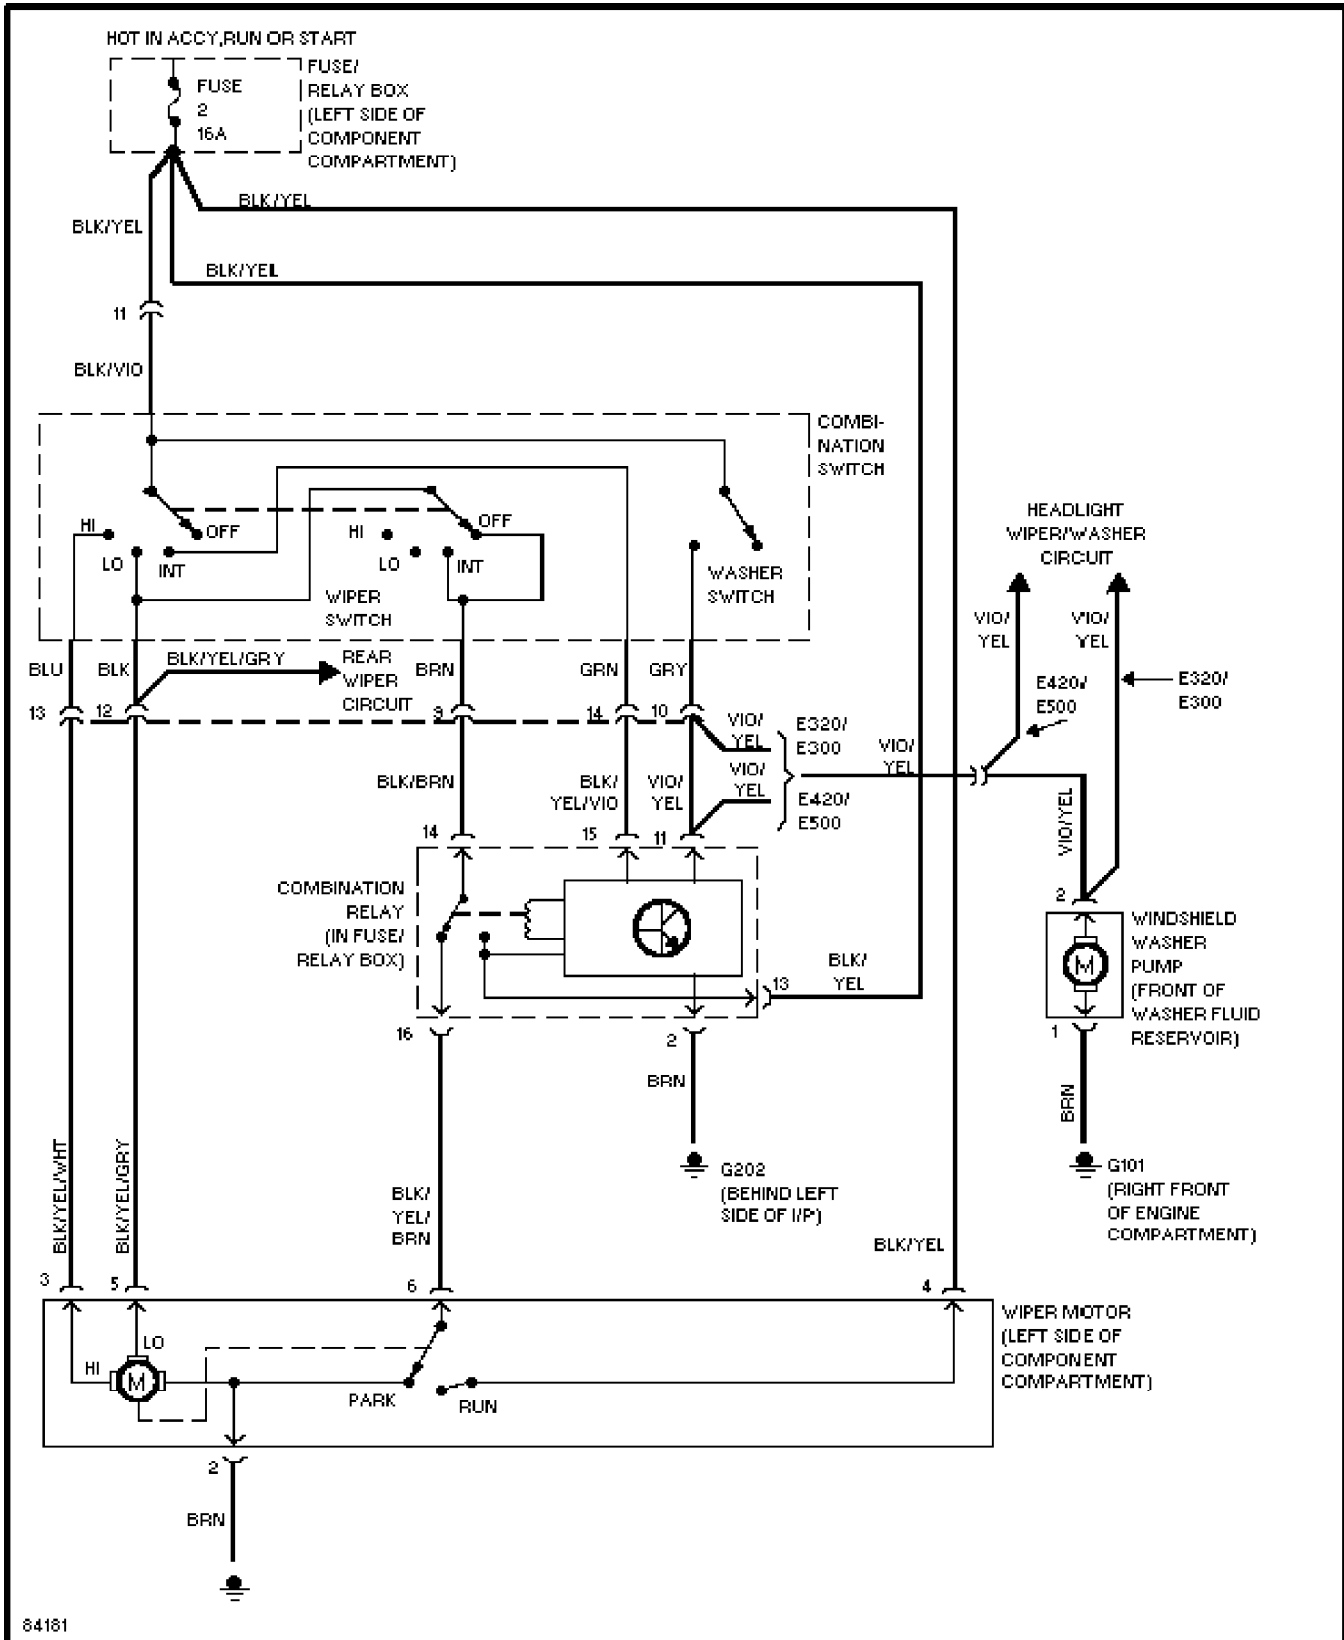 HOT IN ACCY,RUN OR START
FUSE
2
16A
FUSE/
RELAY BOX
(LEFT SIDE OF
COMPONENT
COMPARTMENT)
BLK/YEL
BLK/YEL
BLK/YEL
11
BLK/VIO
COMBI-
NATION
SWITCH
HI
OFF
LO
INT
HI
OFF
LO
INT
WIPER
SWITCH
WASHER
SWITCH
HEADLIGHT
WIPER/WASHER
CIRCUIT
VIO/
YEL
VIO/
YEL
E420/
E500
E320/
E300
BLU
BLK
BLK/YEL/GRY
REAR
WIPER
CIRCUIT
BRN
GRN
GRY
13
12
9
14
10
VIO/
YEL
E320/
E300
VIO/
YEL
VIO/
YEL
E420/
E500
BLK/BRN
BLK/
YEL/VIO
VIO/
YEL
VIO/YEL
14
15
11
2
COMBINATION
RELAY
(IN FUSE/
RELAY BOX)
BLK/
YEL
13
M
WINDSHIELD
WASHER
PUMP
(FRONT OF
WASHER FLUID
RESERVOIR)
16
2
1
BRN
BRN
G202
(BEHIND LEFT
SIDE OF I/P)
G101
(RIGHT FRONT
OF ENGINE
COMPARTMENT)
BLK/YEL/WHT
BLK/YEL/GRY
BLK/
YEL/
BRN
BLK/YEL
3
5
6
4
LO
HI
M
PARK
RUN
WIPER MOTOR
(LEFT SIDE OF
COMPONENT
COMPARTMENT)
2
BRN
84181